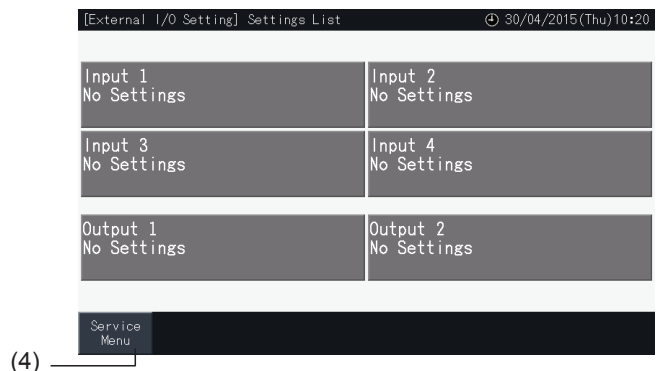 [External I/O Setting] Settings List 30/04/2015(Thu)10:20
Input 1 Input 2
No Settings No Settings
Input 3 Input 4
No Settings No Settings
Output 1 Output 2
No Settings No Settings
Service
Menu
(4)